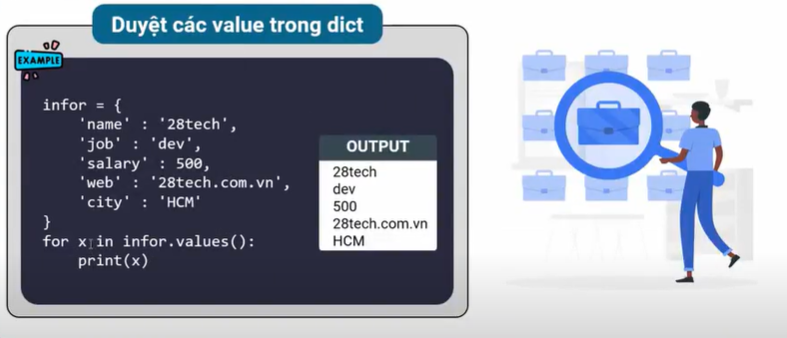 Duyệt các value trong dict
EXAMPLE
infor = {
    'name' : '28tech',
    'job' : 'dev',
    'salary' : 500,
    'web' : '28tech.com.vn',
    'city' : 'HCM'
}
for x in infor.values():
    print(x)
OUTPUT
28tech
dev
500
28tech.com.vn
HCM